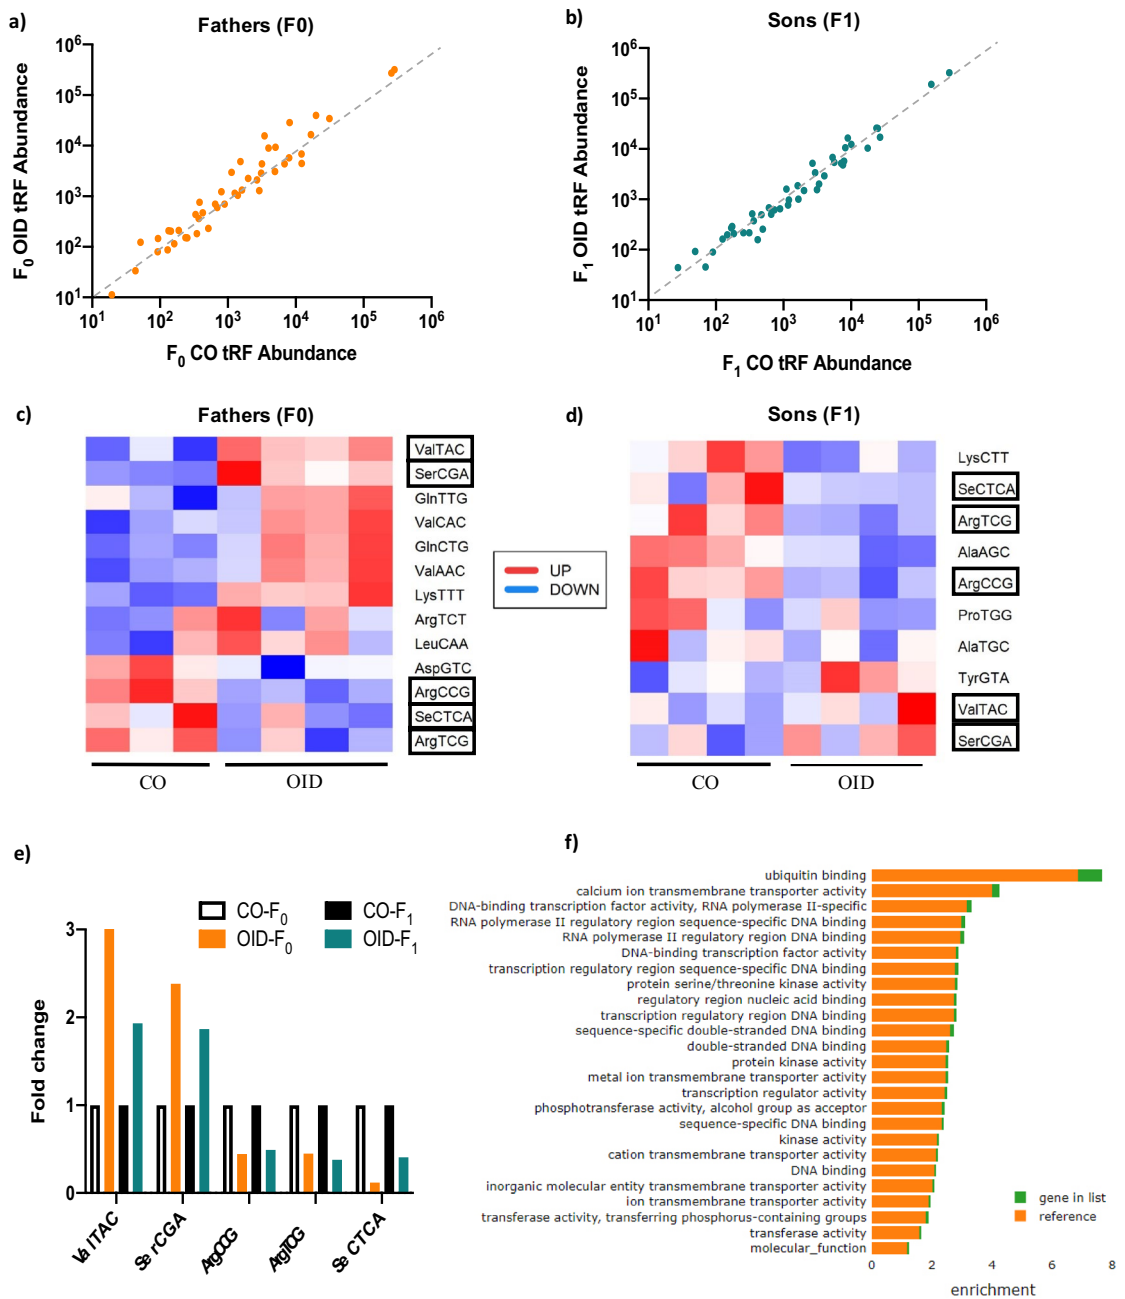 a)
Fathers (F0)
10^6
10^5
10^4
10^3
10^2
10^1
F0 OID tRF Abundance
10^1 10^2 10^3 10^4 10^5 10^6
F0 CO tRF Abundance
b)
Sons (F1)
10^6
10^5
10^4
10^3
10^2
10^1
F1 OID tRF Abundance
10^1 10^2 10^3 10^4 10^5 10^6
F1 CO tRF Abundance
c)
Fathers (F0)
ValTAC
SerCGA
GlnTTG
ValCAC
GlnCTG
ValAAC
LysTTT
ArgTCT
LeuCAA
AspGTC
ArgCCG
SeCTCA
ArgTCG
CO OID
UP
DOWN
d)
Sons (F1)
LysCTT
SeCTCA
ArgTCG
AlaAGC
ArgCCG
ProTGG
AlaTGC
TyrGTA
ValTAC
SerCGA
CO OID
e)
CO-F0 CO-F1
OID-F0 OID-F1
3
2
1
0
Fold change
ValTAC
SerCGA
ArgCCG
ArgTCG
SeCTCA
f)
ubiquitin binding
calcium ion transmembrane transporter activity
DNA-binding transcription factor activity, RNA polymerase II-specific
RNA polymerase II regulatory region sequence-specific DNA binding
RNA polymerase II regulatory region DNA binding
DNA-binding transcription factor activity
transcription regulatory region sequence-specific DNA binding
protein serine/threonine kinase activity
regulatory region nucleic acid binding
transcription regulatory region DNA binding
sequence-specific double-stranded DNA binding
double-stranded DNA binding
protein kinase activity
metal ion transmembrane transporter activity
transcription regulator activity
phosphotransferase activity, alcohol group as acceptor
sequence-specific DNA binding
kinase activity
cation transmembrane transporter activity
DNA binding
inorganic molecular entity transmembrane transporter activity
ion transmembrane transporter activity
transferase activity, transferring phosphorus-containing groups
transferase activity
molecular_function
gene in list
reference
0 2 4 6 8
enrichment